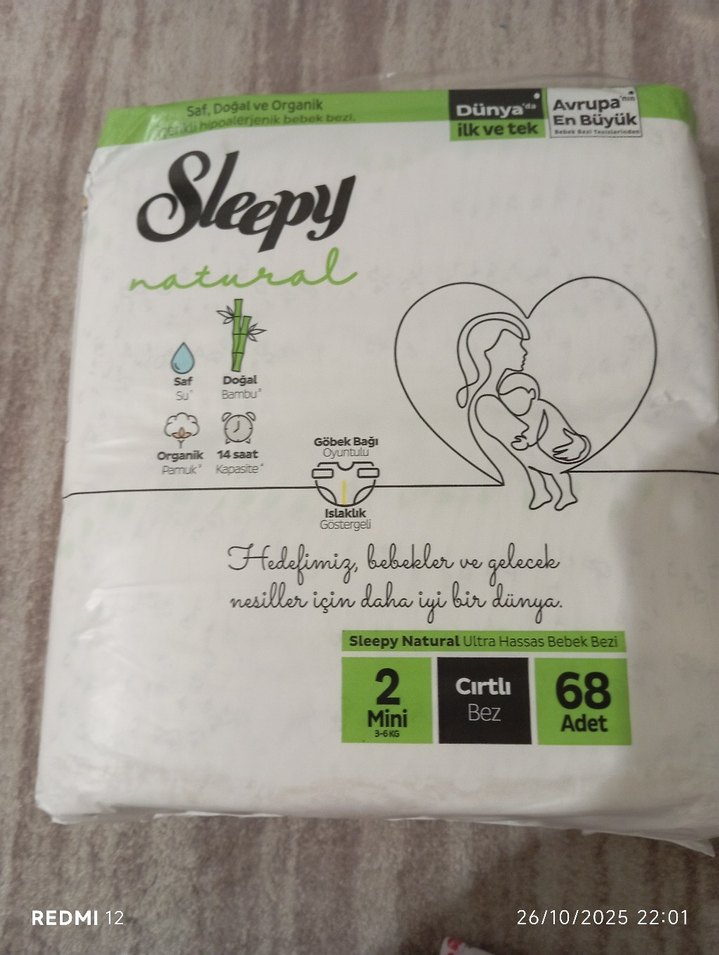 Saf, Doğal ve Organik
içerikli hipoalerjenik bebek bezi.
Dünya'da
ilk ve tek
Avrupa'nın
En Büyük
Bebek Bezi Tesislerinden
Sleepy
natural
Saf
Su*
Doğal
Bambu*
Organik
Pamuk*
14 saat
Kapasite*
Göbek Bağı
Oyuntulu
Islaklık
Göstergeli
Hedefimiz, bebekler ve gelecek
nesiller için daha iyi bir dünya.
Sleepy Natural Ultra Hassas Bebek Bezi
2
Mini
3-6 KG
Cırtlı
Bez
68
Adet
REDMI 12
26/10/2025 22:01